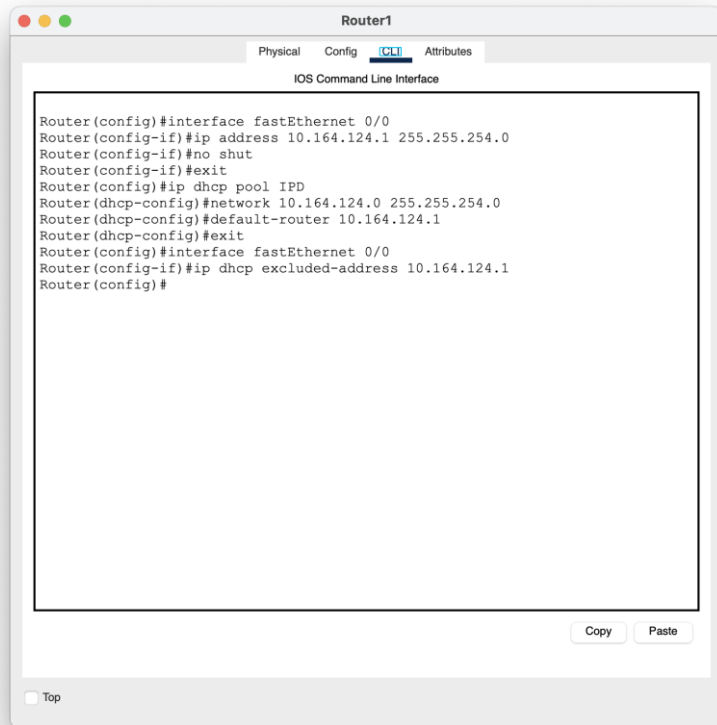 Router1
Physical Config CLI Attributes
IOS Command Line Interface
Router(config)#interface fastEthernet 0/0
Router(config-if)#ip address 10.164.124.1 255.255.254.0
Router(config-if)#no shut
Router(config-if)#exit
Router(config)#ip dhcp pool IPD
Router(dhcp-config)#network 10.164.124.0 255.255.254.0
Router(dhcp-config)#default-router 10.164.124.1
Router(dhcp-config)#exit
Router(config)#interface fastEthernet 0/0
Router(config-if)#ip dhcp excluded-address 10.164.124.1
Router(config)#
Copy Paste
Top